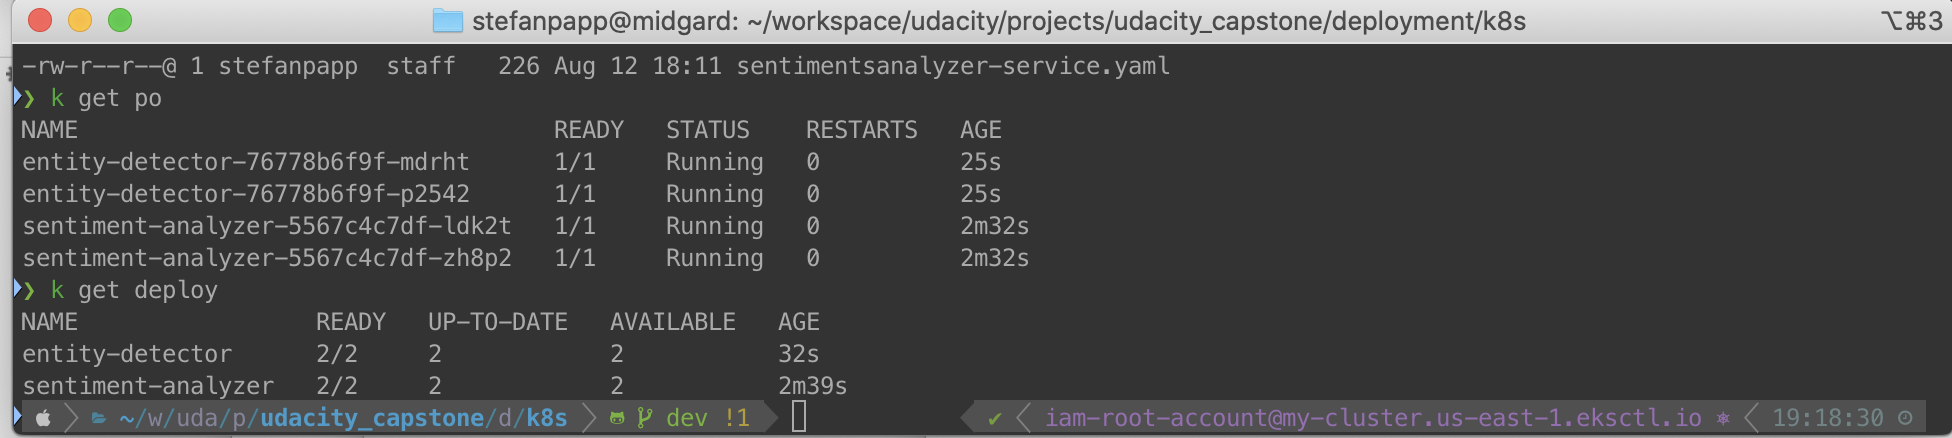 stefanpapp@midgard: ~/workspace/udacity/projects/udacity_capstone/deployment/k8s ⌥⌘3
-rw-r--r--@ 1 stefanpapp  staff   226 Aug 12 18:11 sentimentsanalyzer-service.yaml
❯ k get po
NAME                                  READY   STATUS    RESTARTS   AGE
entity-detector-76778b6f9f-mdrht      1/1     Running   0          25s
entity-detector-76778b6f9f-p2542      1/1     Running   0          25s
sentiment-analyzer-5567c4c7df-ldk2t   1/1     Running   0          2m32s
sentiment-analyzer-5567c4c7df-zh8p2   1/1     Running   0          2m32s
❯ k get deploy
NAME                 READY   UP-TO-DATE   AVAILABLE   AGE
entity-detector      2/2     2            2           32s
sentiment-analyzer   2/2     2            2           2m39s
~/w/uda/p/udacity_capstone/d/k8s dev !1 ✔ iam-root-account@my-cluster.us-east-1.eksctl.io ⎈ 19:18:30